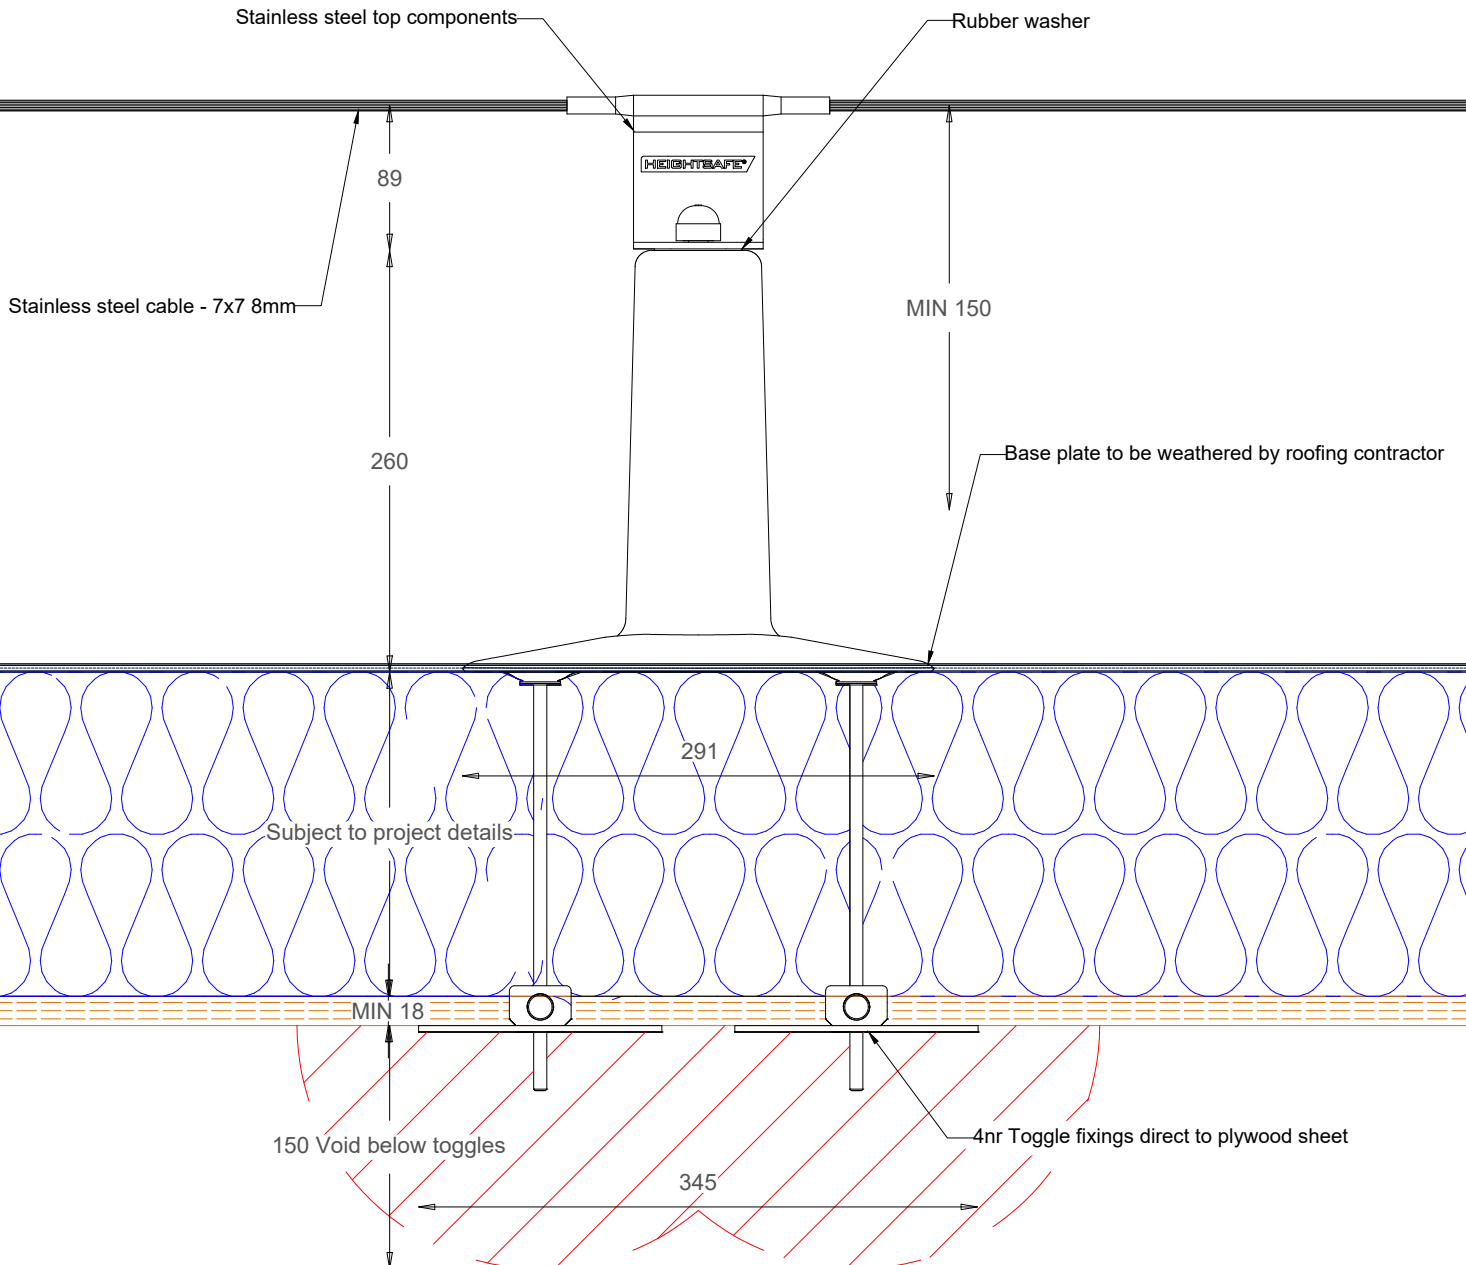 Stainless steel top components
Rubber washer
HEIGHTSAFE®
89
Stainless steel cable - 7x7 8mm
MIN 150
260
Base plate to be weathered by roofing contractor
291
Subject to project details
MIN 18
150 Void below toggles
4nr Toggle fixings direct to plywood sheet
345